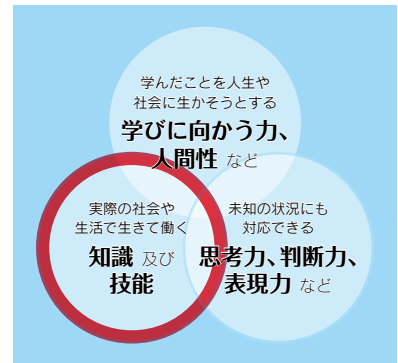 学んだことを人生や
社会に生かそうとする
学びに向かう力、
人間性 など
実際の社会や
生活で生きて働く
知識 及び
技能
未知の状況にも
対応できる
思考力、判断力、
表現力 など